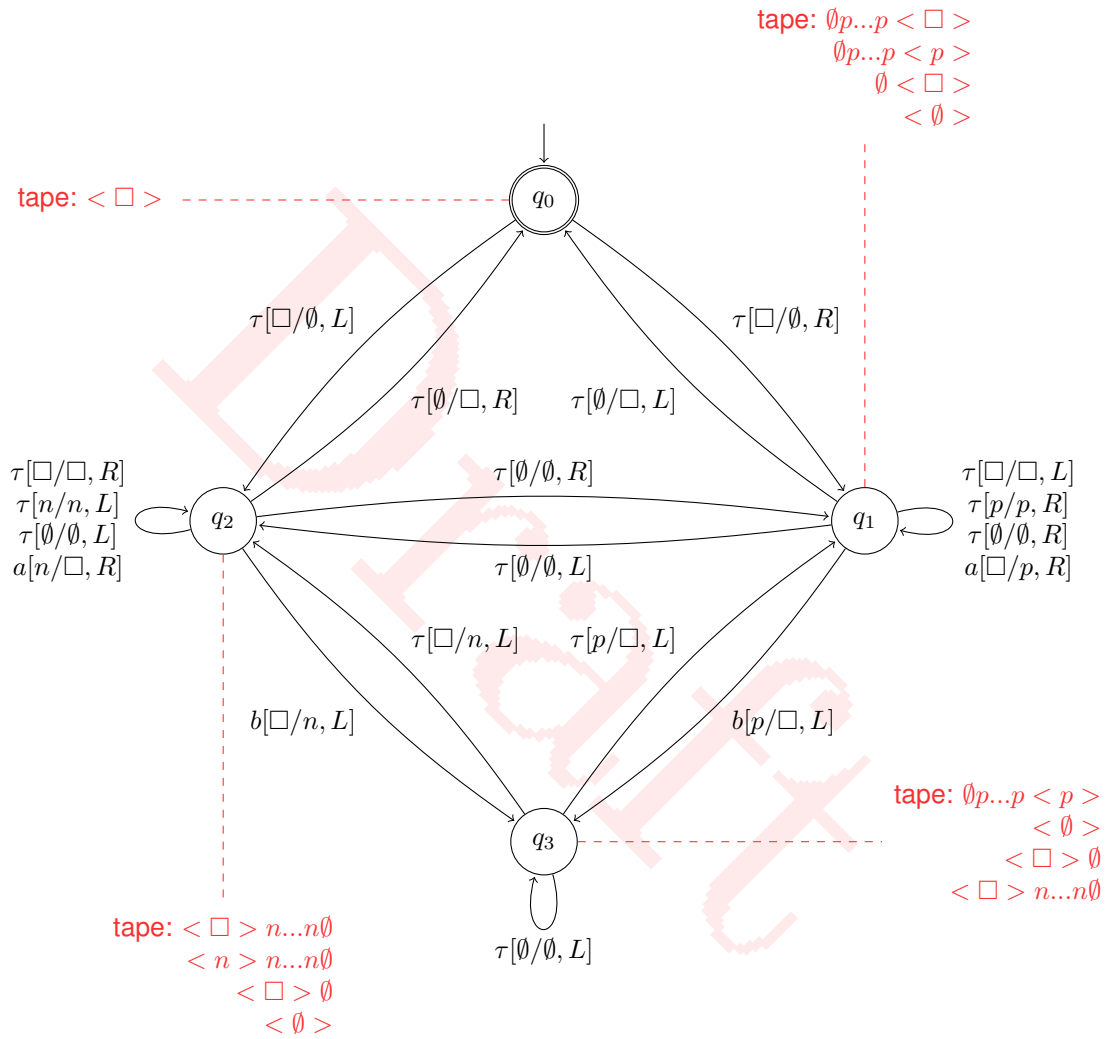 tape: ∅p...p < □ >
∅p...p < p >
∅ < □ >
< ∅ >
tape: < □ >
q₀
τ[□/∅, L]
τ[□/∅, R]
τ[∅/□, R]
τ[∅/□, L]
τ[□/□, R]
τ[n/n, L]
τ[∅/∅, L]
a[n/□, R]
q₂
τ[∅/∅, R]
τ[∅/∅, L]
q₁
τ[□/□, L]
τ[p/p, R]
τ[∅/∅, R]
a[□/p, R]
τ[□/n, L]
τ[p/□, L]
b[□/n, L]
b[p/□, L]
q₃
τ[∅/∅, L]
tape: ∅p...p < p >
< ∅ >
< □ > ∅
< □ > n...n∅
tape: < □ > n...n∅
< n > n...n∅
< □ > ∅
< ∅ >
Draft